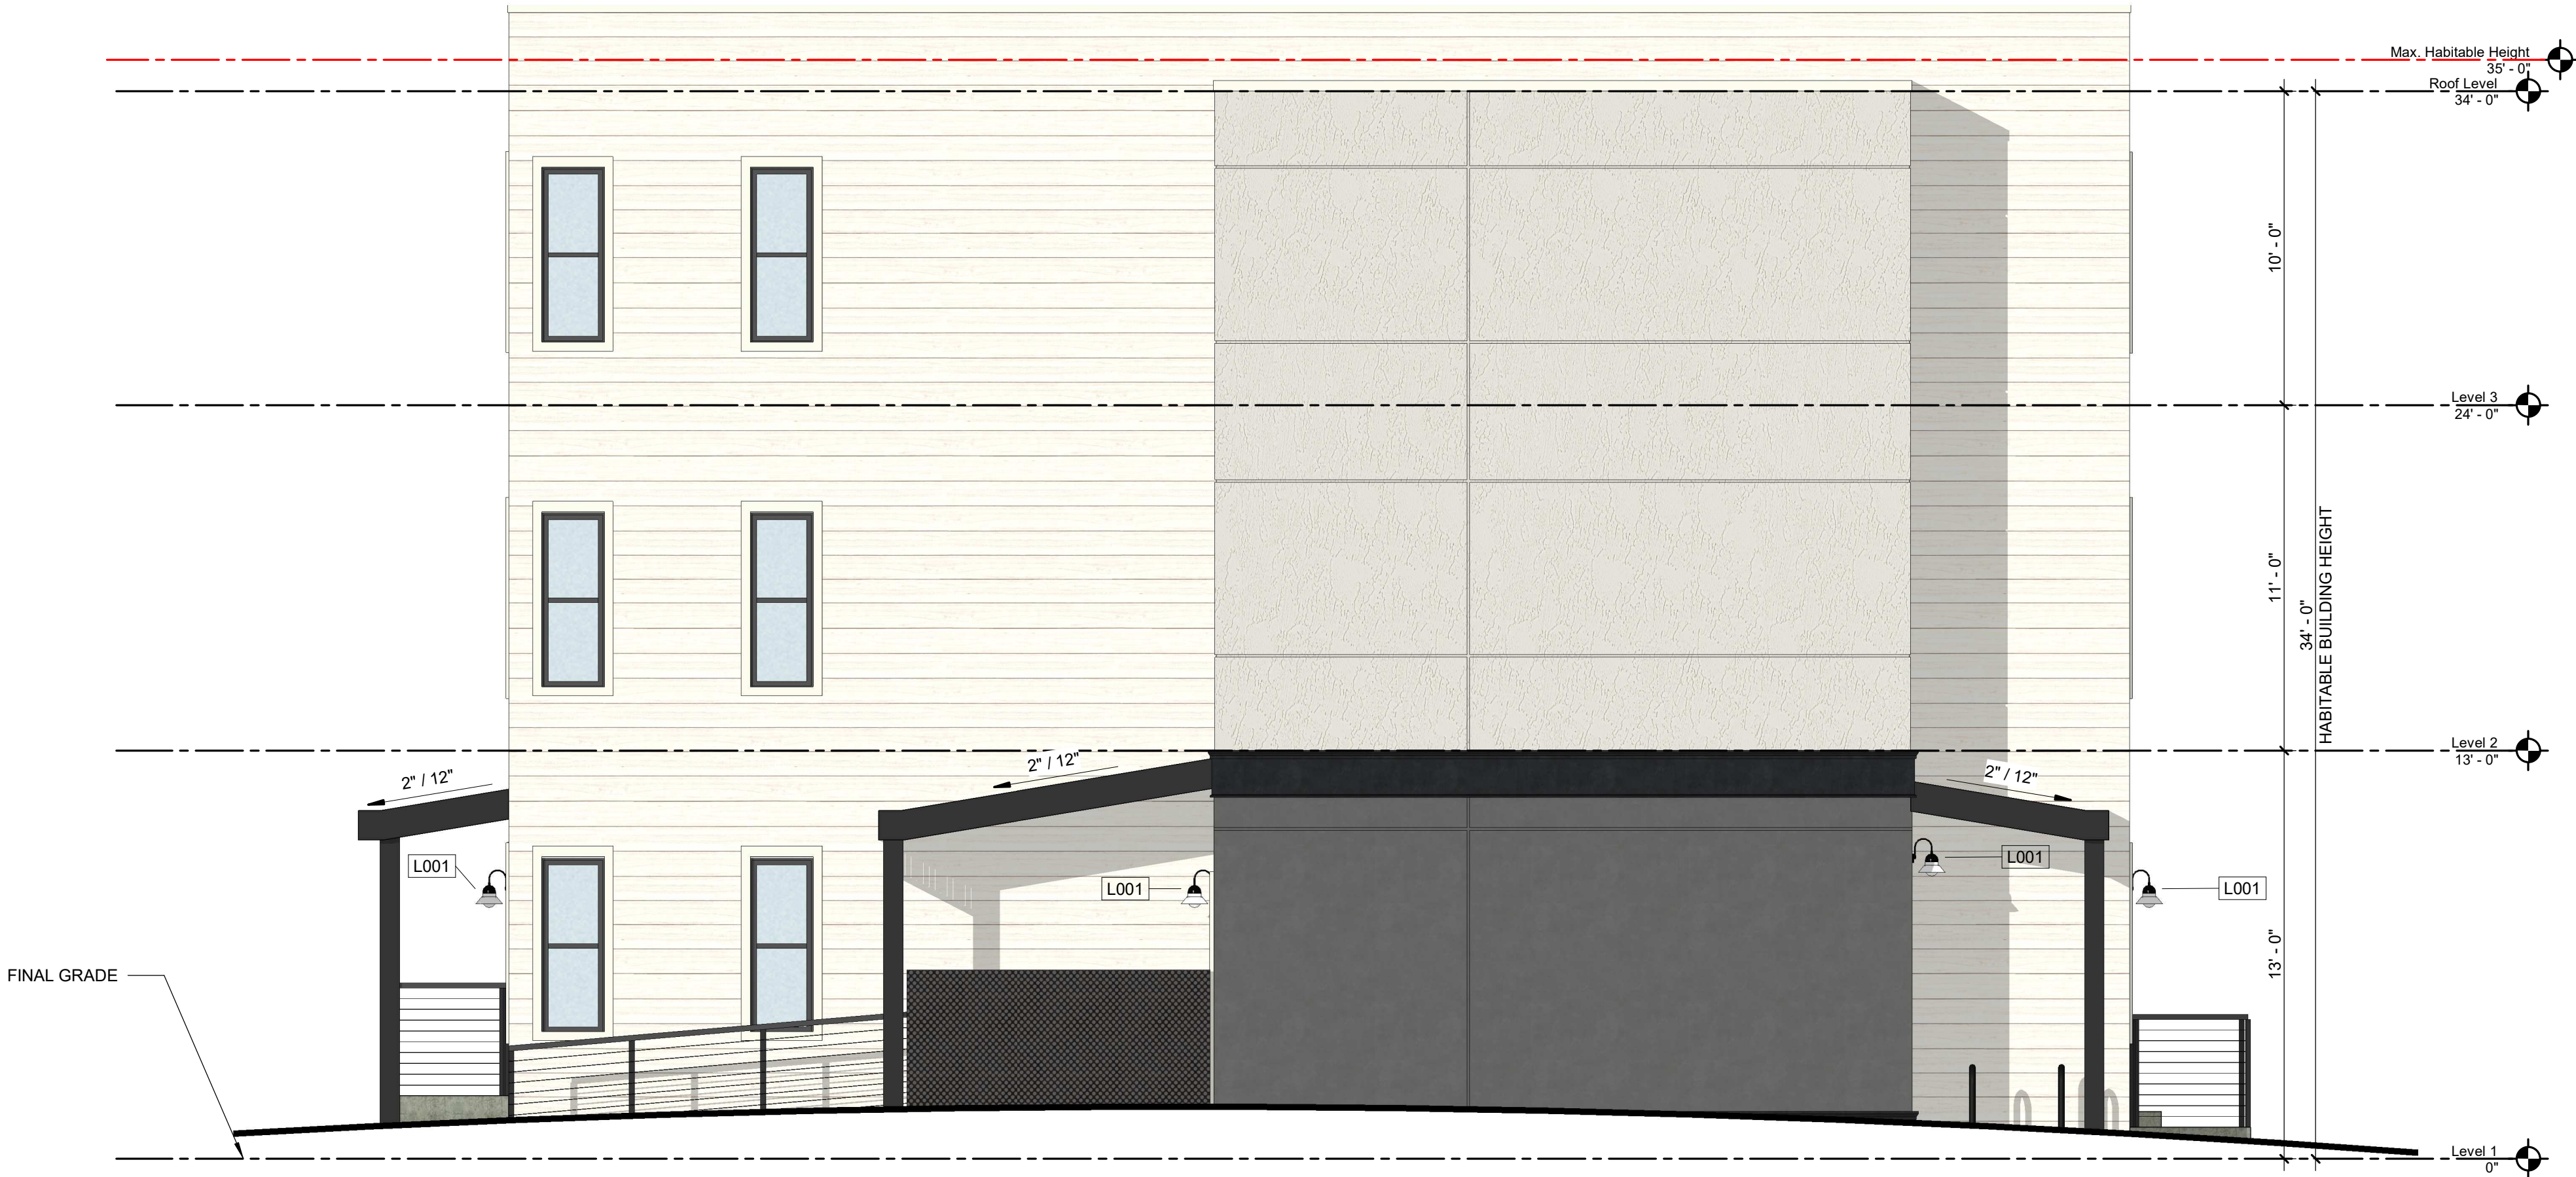 Max. Habitable Height
35' - 0"
Roof Level
34' - 0"
10' - 0"
Level 3
24' - 0"
11' - 0"
34' - 0"
HABITABLE BUILDING HEIGHT
Level 2
13' - 0"
2" / 12"
2" / 12"
2" / 12"
L001
L001
L001
L001
13' - 0"
FINAL GRADE
Level 1
0"